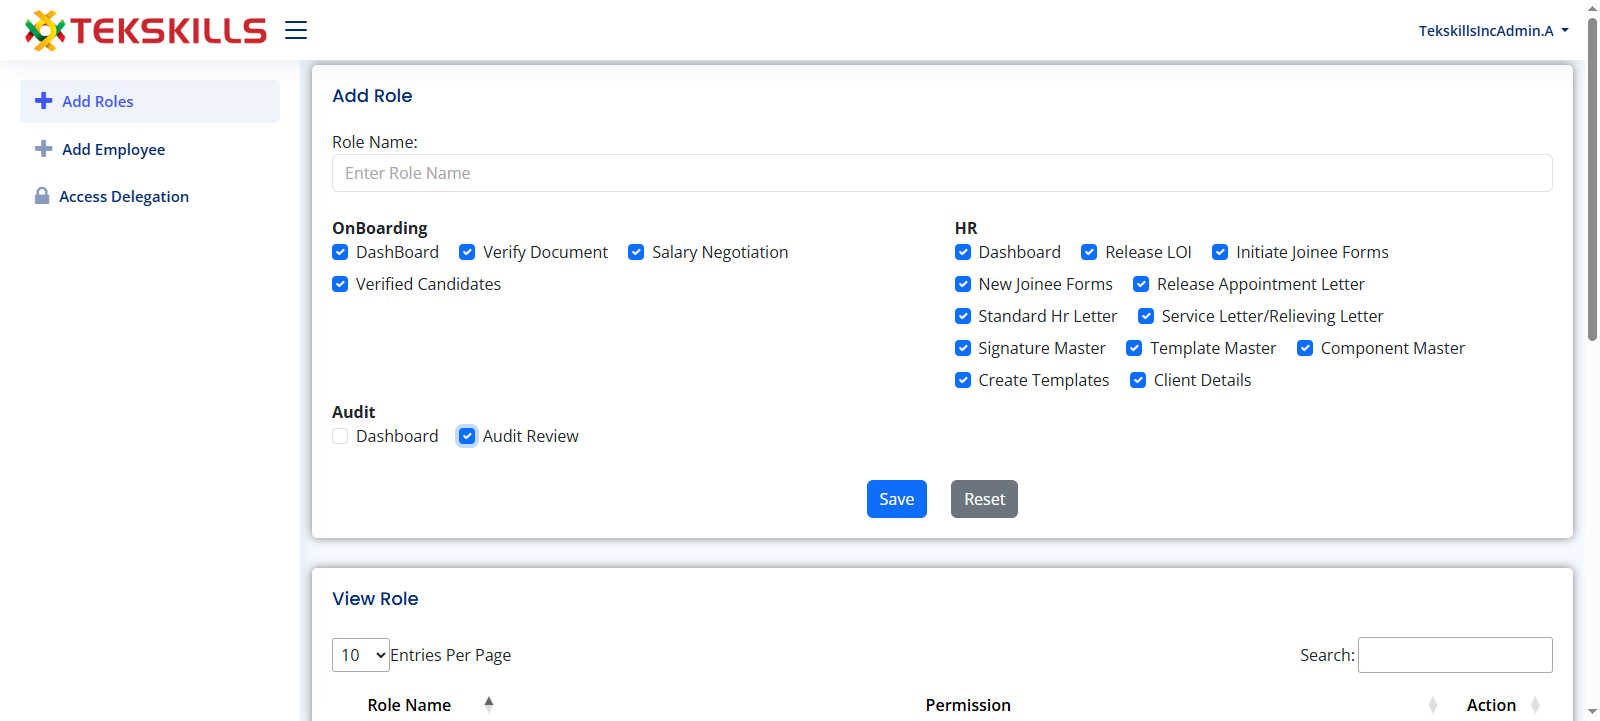 TEKSKILLS
TekskillsIncAdmin.A
Add Roles
Add Employee
Access Delegation
Add Role
Role Name:
Enter Role Name
OnBoarding
DashBoard Verify Document Salary Negotiation
Verified Candidates
HR
Dashboard Release LOI Initiate Joinee Forms
New Joinee Forms Release Appointment Letter
Standard Hr Letter Service Letter/Relieving Letter
Signature Master Template Master Component Master
Create Templates Client Details
Audit
Dashboard Audit Review
Save Reset
View Role
10 Entries Per Page Search:
Role Name Permission Action